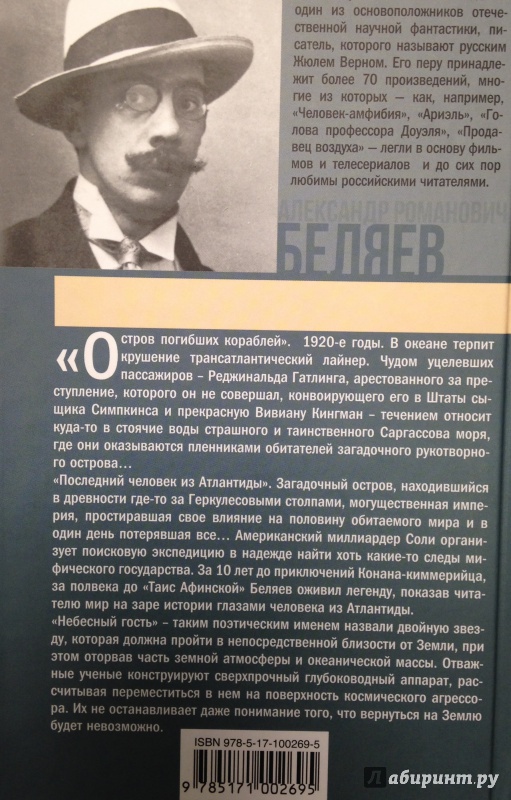 один из основоположников отече-
ственной научной фантастики, пи-
сатель, которого называют русским
Жюлем Верном. Его перу принадле-
жит более 70 произведений, мно-
гие из которых – как, например,
«Человек-амфибия», «Ариэль», «Го-
лова профессора Доуэля», «Прода-
вец воздуха» – легли в основу филь-
мов и телесериалов и до сих пор
любимы российскими читателями.
АЛЕКСАНДР РОМАНОВИЧ
БЕЛЯЕВ
«Остров погибших кораблей». 1920-е годы. В океане терпит
крушение трансатлантический лайнер. Чудом уцелевших
пассажиров – Реджинальда Гатлинга, арестованного за пре-
ступление, которого он не совершал, конвоирующего его в Штаты сы-
щика Симпкинса и прекрасную Вивиану Кингман – течением относит
куда-то в стоячие воды страшного и таинственного Саргассова моря,
где они оказываются пленниками обитателей загадочного рукотворно-
го острова...
«Последний человек из Атлантиды». Загадочный остров, находившийся
в древности где-то за Геркулесовыми столпами, могущественная импе-
рия, простиравшая свое влияние на половину обитаемого мира и в
один день потерявшая все... Американский миллиардер Соли органи-
зует поисковую экспедицию в надежде найти хоть какие-то следы ми-
фического государства. За 10 лет до приключений Конана-киммерийца,
за полвека до «Таис Афинской» Беляев оживил легенду, показав чита-
телю мир на заре истории глазами человека из Атлантиды.
«Небесный гость» – таким поэтическим именем назвали двойную звез-
ду, которая должна пройти в непосредственной близости от Земли, при
этом оторвав часть земной атмосферы и океанической массы. Отваж-
ные ученые конструируют сверхпрочный глубоководный аппарат, рас-
считывая переместиться в нем на поверхность космического агрессо-
ра. Их не останавливает даже понимание того, что вернуться на Землю
будет невозможно.
ISBN 978-5-17-100269-5
9 785171 002695
Лабиринт.ру